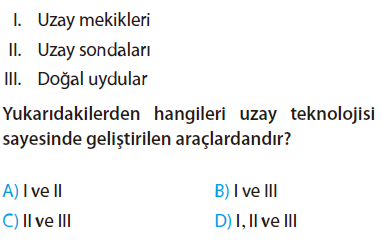 I. Uzay mekikleri
II. Uzay sondaları
III. Doğal uydular
Yukarıdakilerden hangileri uzay teknolojisi
sayesinde geliştirilen araçlardandır?
A) I ve II B) I ve III
C) II ve III D) I, II ve III